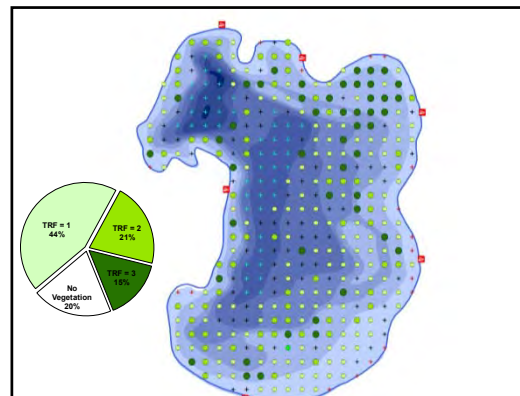 TRF = 1
44%
TRF = 2
21%
TRF = 3
15%
No
Vegetation
20%